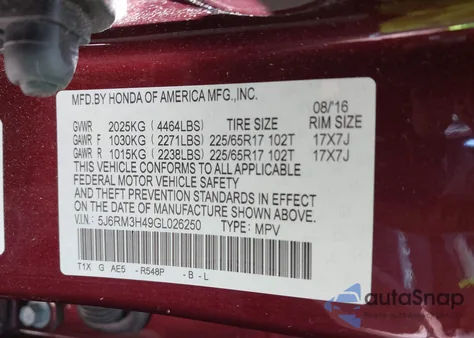 MFD.BY HONDA OF AMERICA MFG.,INC.
08/16
GVWR 2025KG (4464LBS) TIRE SIZE RIM SIZE
GAWR F 1030KG (2271LBS) 225/65R17 102T 17X7J
GAWR R 1015KG (2238LBS) 225/65R17 102T 17X7J
THIS VEHICLE CONFORMS TO ALL APPLICABLE
FEDERAL MOTOR VEHICLE SAFETY
AND THEFT PREVENTION STANDARDS IN EFFECT
ON THE DATE OF MANUFACTURE SHOWN ABOVE.
V.I.N.: 5J6RM3H49GL026250 TYPE: MPV
T1X G AE5 - R548P - B - L
autoSnap